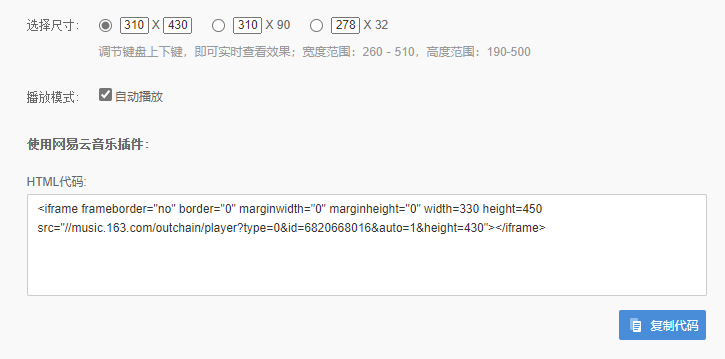 选择尺寸： 310 X 430 310 X 90 278 X 32
调节键盘上下键，即可实时查看效果；宽度范围：260 - 510，高度范围：190-500
播放模式： 自动播放
使用网易云音乐插件：
HTML代码:
<iframe frameborder="no" border="0" marginwidth="0" marginheight="0" width=330 height=450
src="//music.163.com/outchain/player?type=0&id=6820668016&auto=1&height=430"></iframe>
复制代码